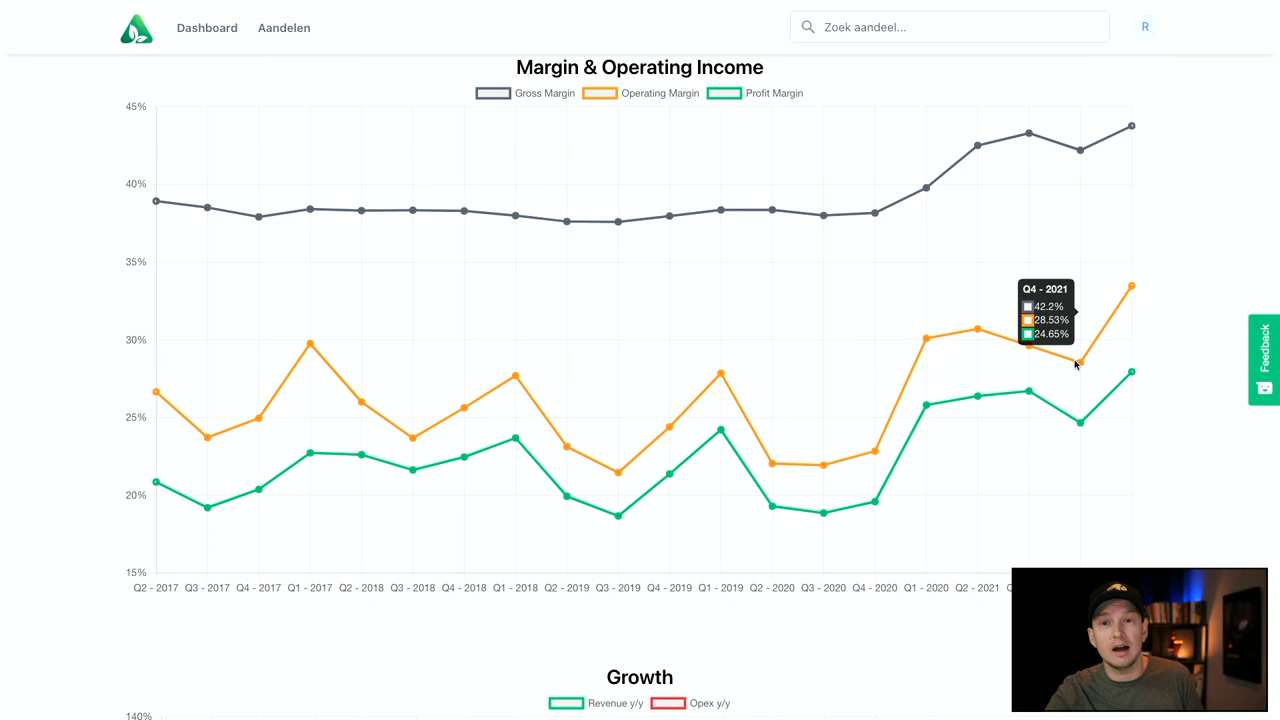 Dashboard Aandelen Zoek aandeel... R
Margin & Operating Income
Gross Margin Operating Margin Profit Margin
45%
40%
35%
30%
25%
20%
15%
Q4 - 2021
42.2%
28.53%
24.65%
Feedback
Q2 - 2017 Q3 - 2017 Q4 - 2017 Q1 - 2017 Q2 - 2018 Q3 - 2018 Q4 - 2018 Q1 - 2018 Q2 - 2019 Q3 - 2019 Q4 - 2019 Q1 - 2019 Q2 - 2020 Q3 - 2020 Q4 - 2020 Q1 - 2020 Q2 - 2021
Growth
Revenue y/y Opex y/y
140%